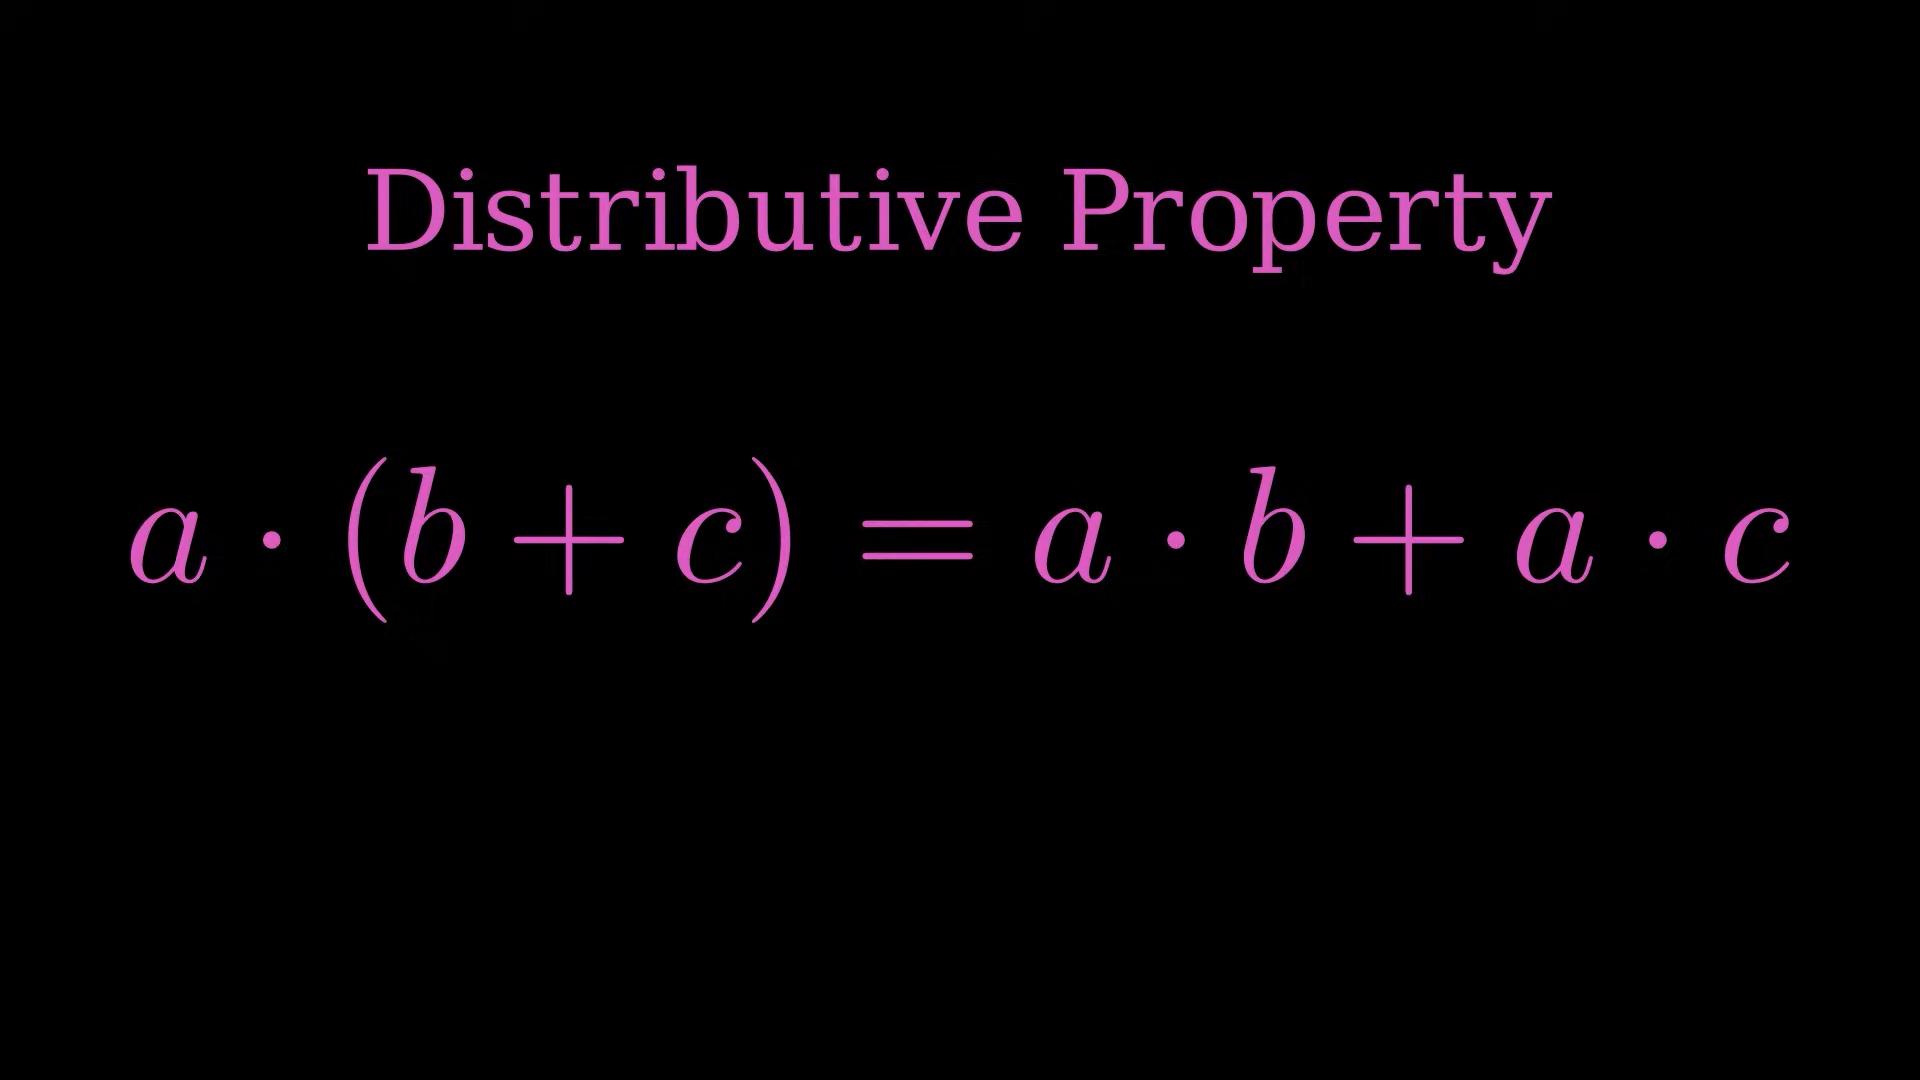 Distributive Property
a · (b + c) = a · b + a · c